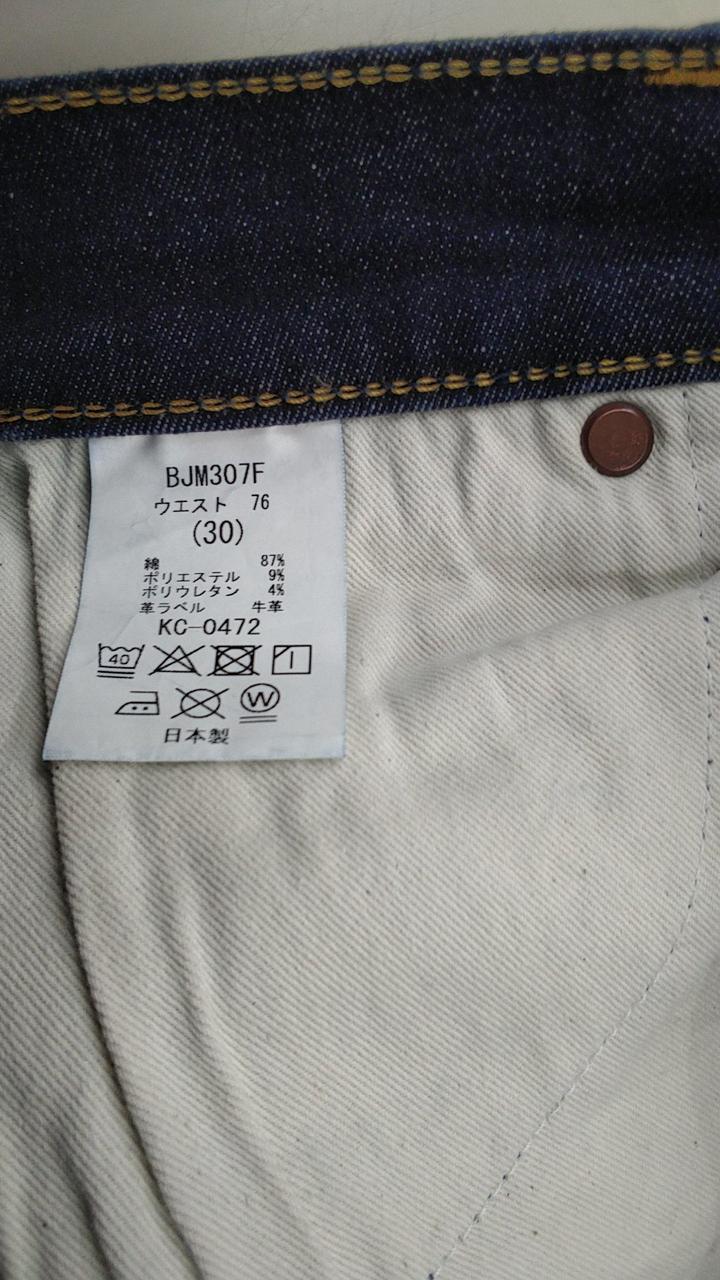 BJM307F
ウエスト 76
(30)
綿 87%
ポリエステル 9%
ポリウレタン 4%
革ラベル 牛革
KC-0472
40
W
日本製